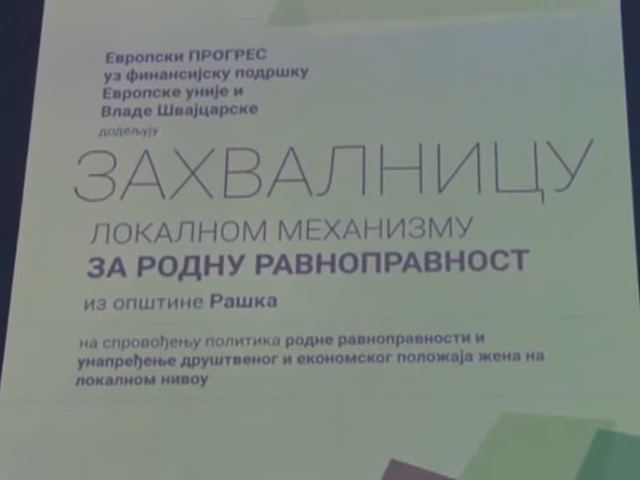 Европски ПРОГРЕС
уз финансијску подршку
Европске уније и
Владе Швајцарске
додељују
ЗАХВАЛНИЦУ
ЛОКАЛНОМ МЕХАНИЗМУ
ЗА РОДНУ РАВНОПРАВНОСТ
из општине Рашка
на спровођењу политика родне равноправности и
унапређење друштвеног и економског положаја жена на
локалном нивоу